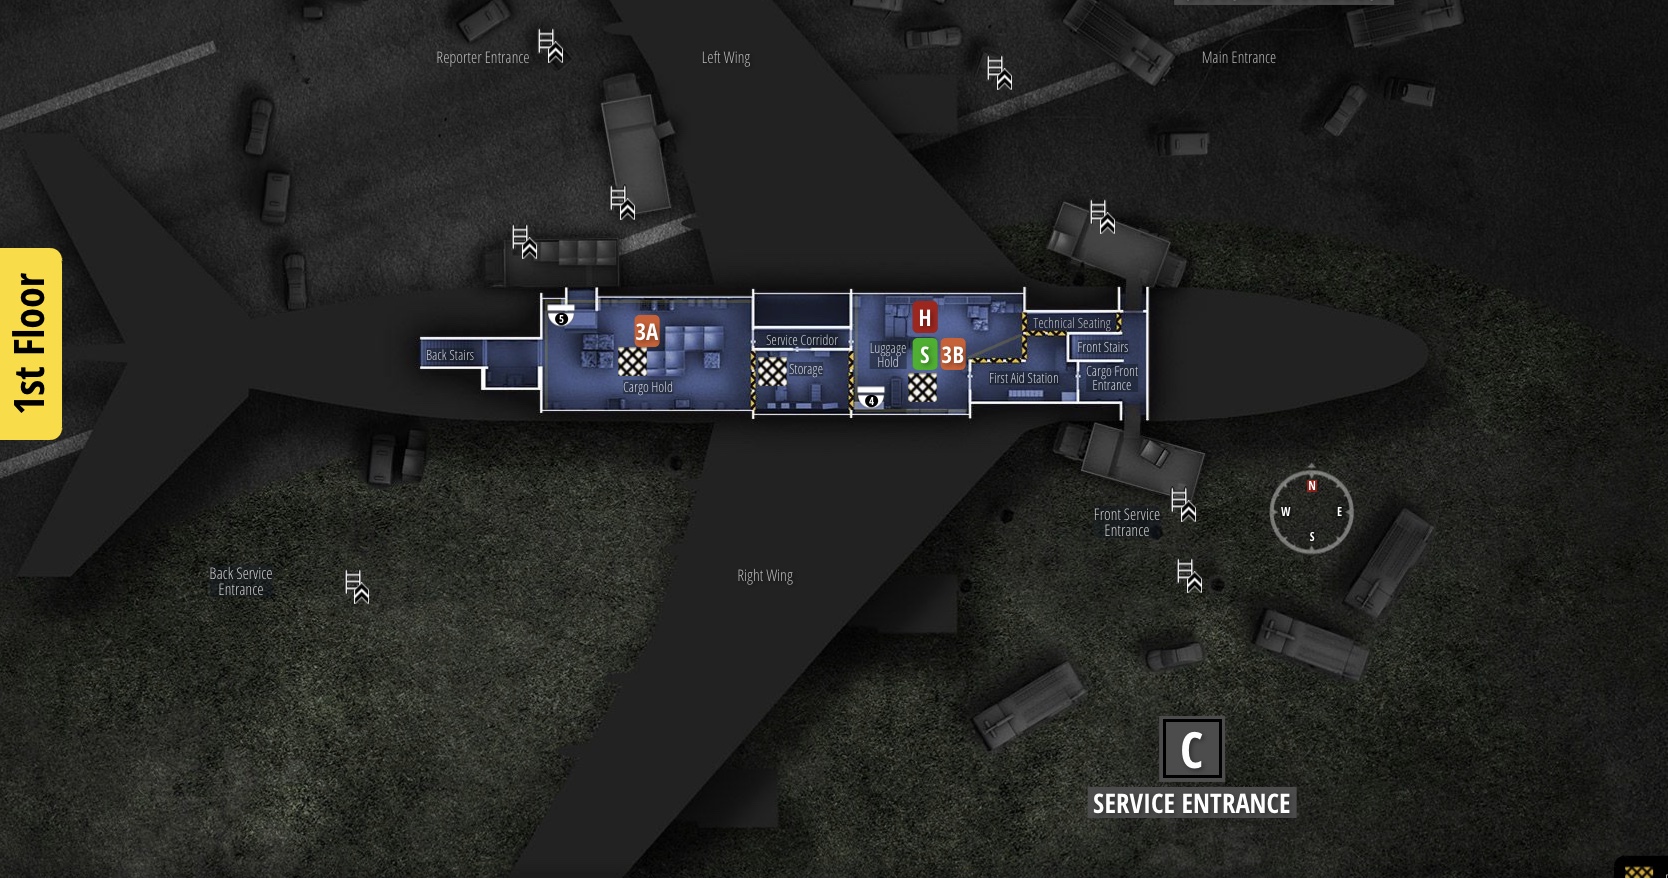 Reporter Entrance
Left Wing
Main Entrance
1st Floor
5
3A
H
Technical Seating
Service Corridor
Back Stairs
Luggage
Hold
S
3B
Front Stairs
Storage
Cargo Hold
First Aid Station
Cargo Front
Entrance
4
N
W
E
S
Front Service
Entrance
Back Service
Entrance
Right Wing
C
SERVICE ENTRANCE